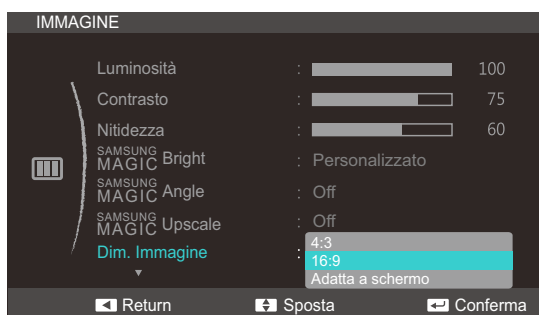 IMMAGINE
Luminosità : 100
Contrasto : 75
Nitidezza : 60
SAMSUNG MAGIC Bright : Personalizzato
SAMSUNG MAGIC Angle : Off
SAMSUNG MAGIC Upscale : Off
Dim. Immagine :
4:3
16:9
Adatta a schermo
Return Sposta Conferma